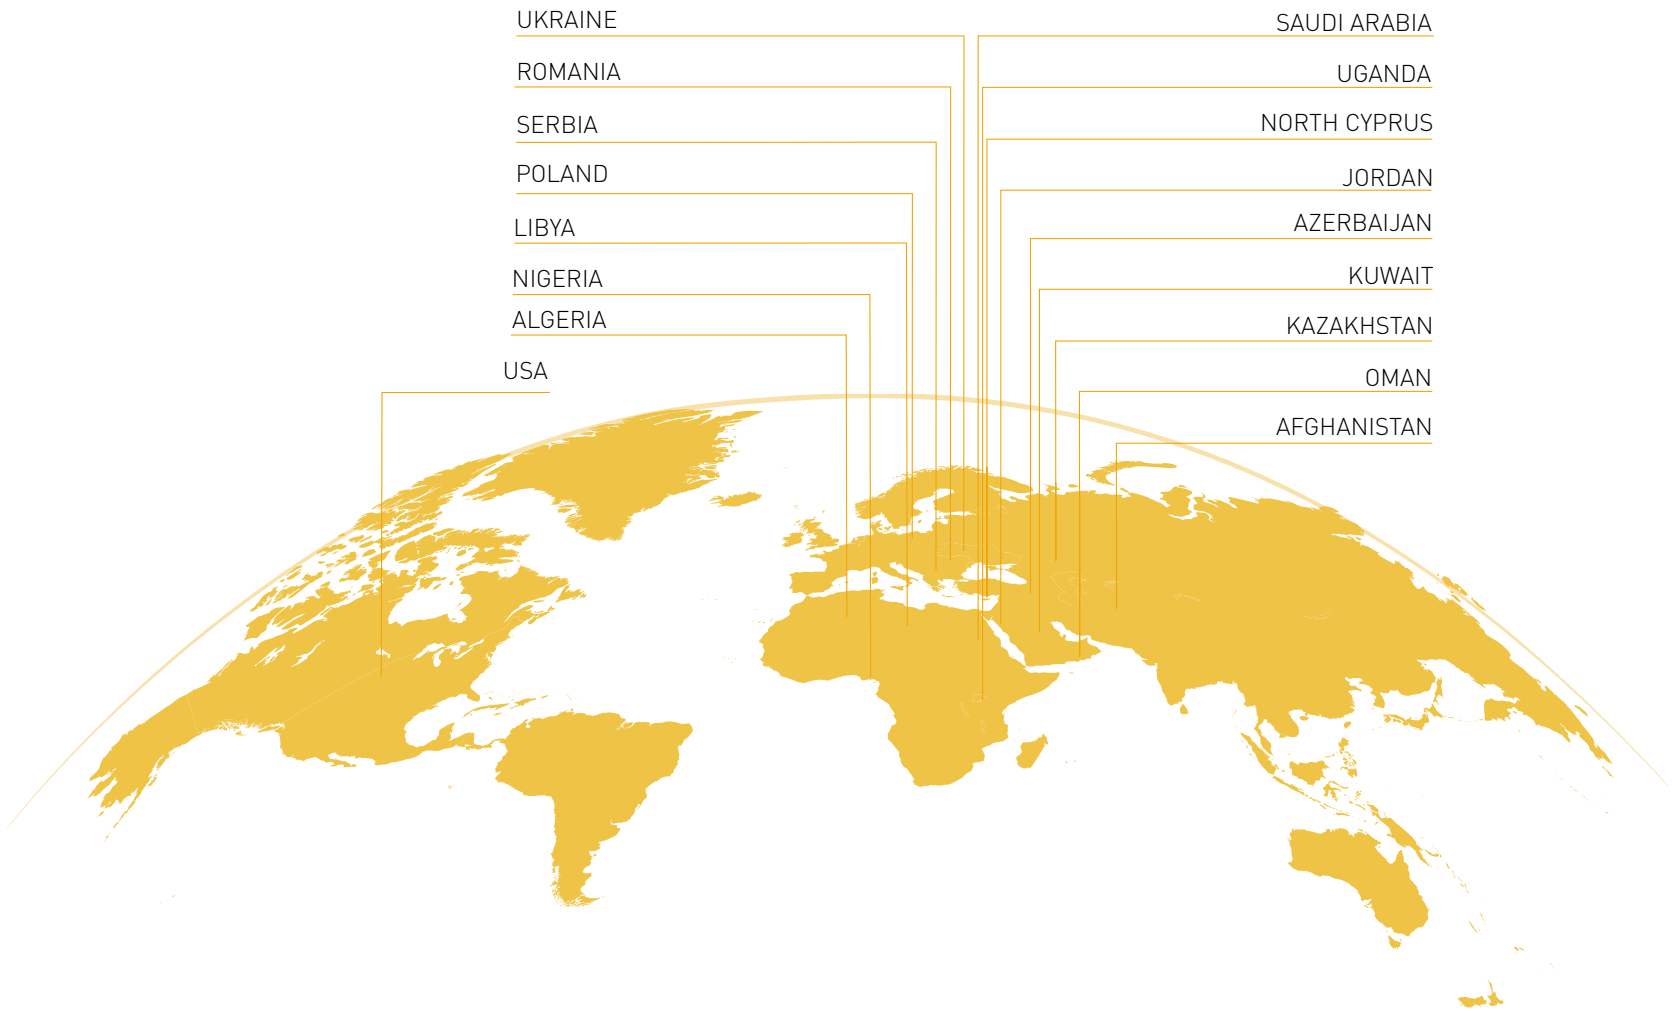 UKRAINE
ROMANIA
SERBIA
POLAND
LIBYA
NIGERIA
ALGERIA
USA
SAUDI ARABIA
UGANDA
NORTH CYPRUS
JORDAN
AZERBAIJAN
KUWAIT
KAZAKHSTAN
OMAN
AFGHANISTAN